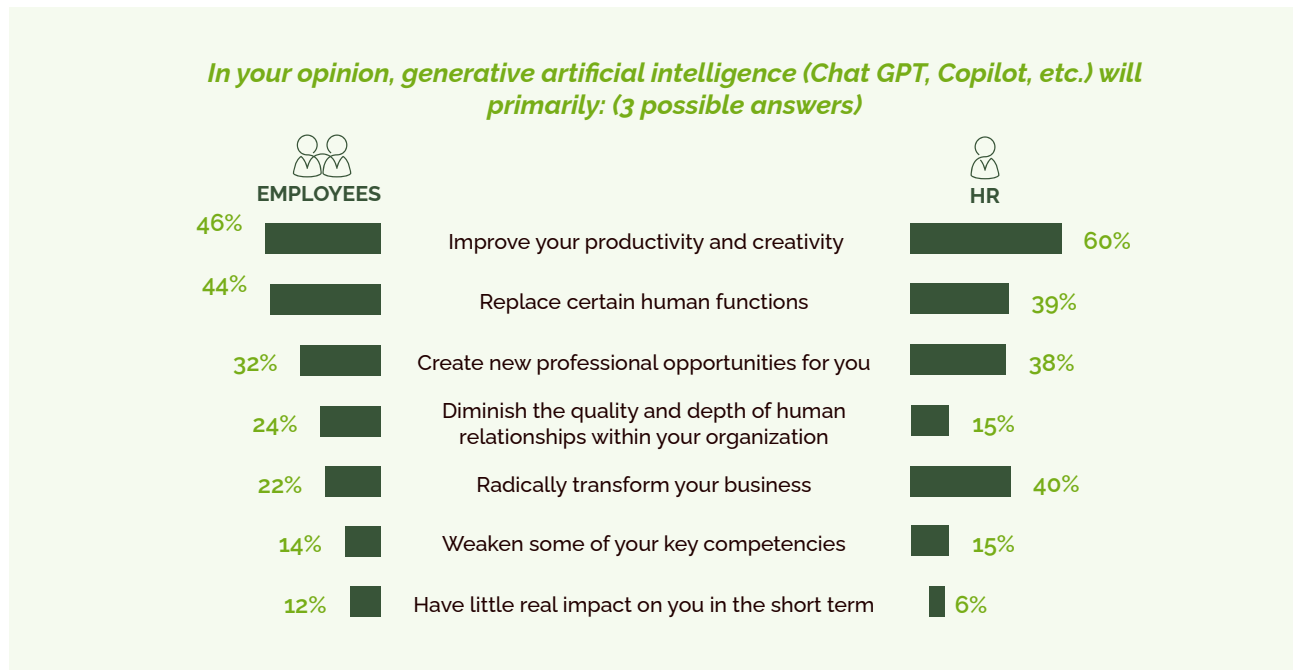 In your opinion, generative artificial intelligence (Chat GPT, Copilot, etc.) will
primarily: (3 possible answers)
EMPLOYEES
HR
46%
Improve your productivity and creativity
60%
44%
Replace certain human functions
39%
32%
Create new professional opportunities for you
38%
24%
Diminish the quality and depth of human
relationships within your organization
15%
22%
Radically transform your business
40%
14%
Weaken some of your key competencies
15%
12%
Have little real impact on you in the short term
6%